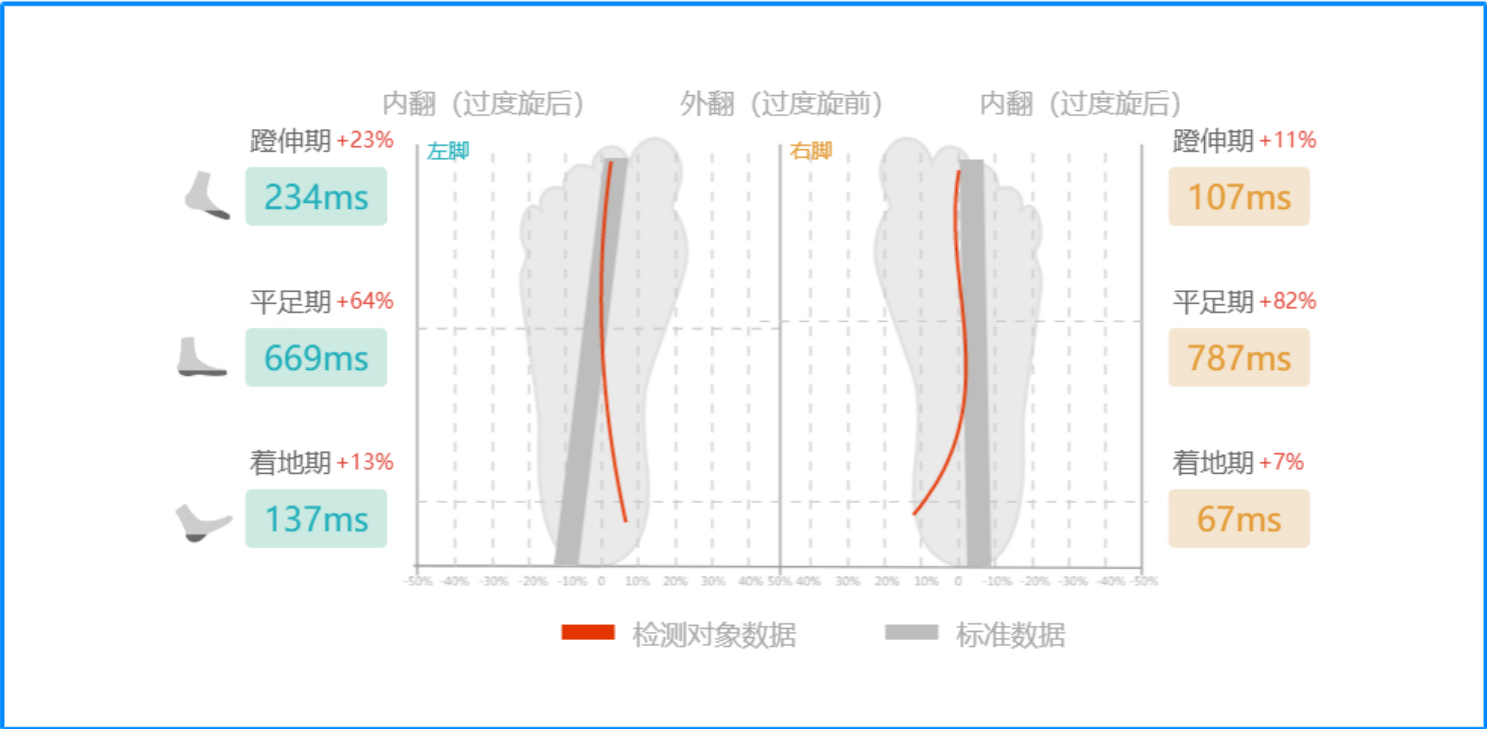 内翻（过度旋后） 外翻（过度旋前） 内翻（过度旋后）
蹬伸期 +23%
234ms
平足期 +64%
669ms
着地期 +13%
137ms
左脚
右脚
蹬伸期 +11%
107ms
平足期 +82%
787ms
着地期 +7%
67ms
-50% -40% -30% -20% -10% 0 10% 20% 30% 40% 50% 40% 30% 20% 10% 0 -10% -20% -30% -40% -50%
检测对象数据 标准数据